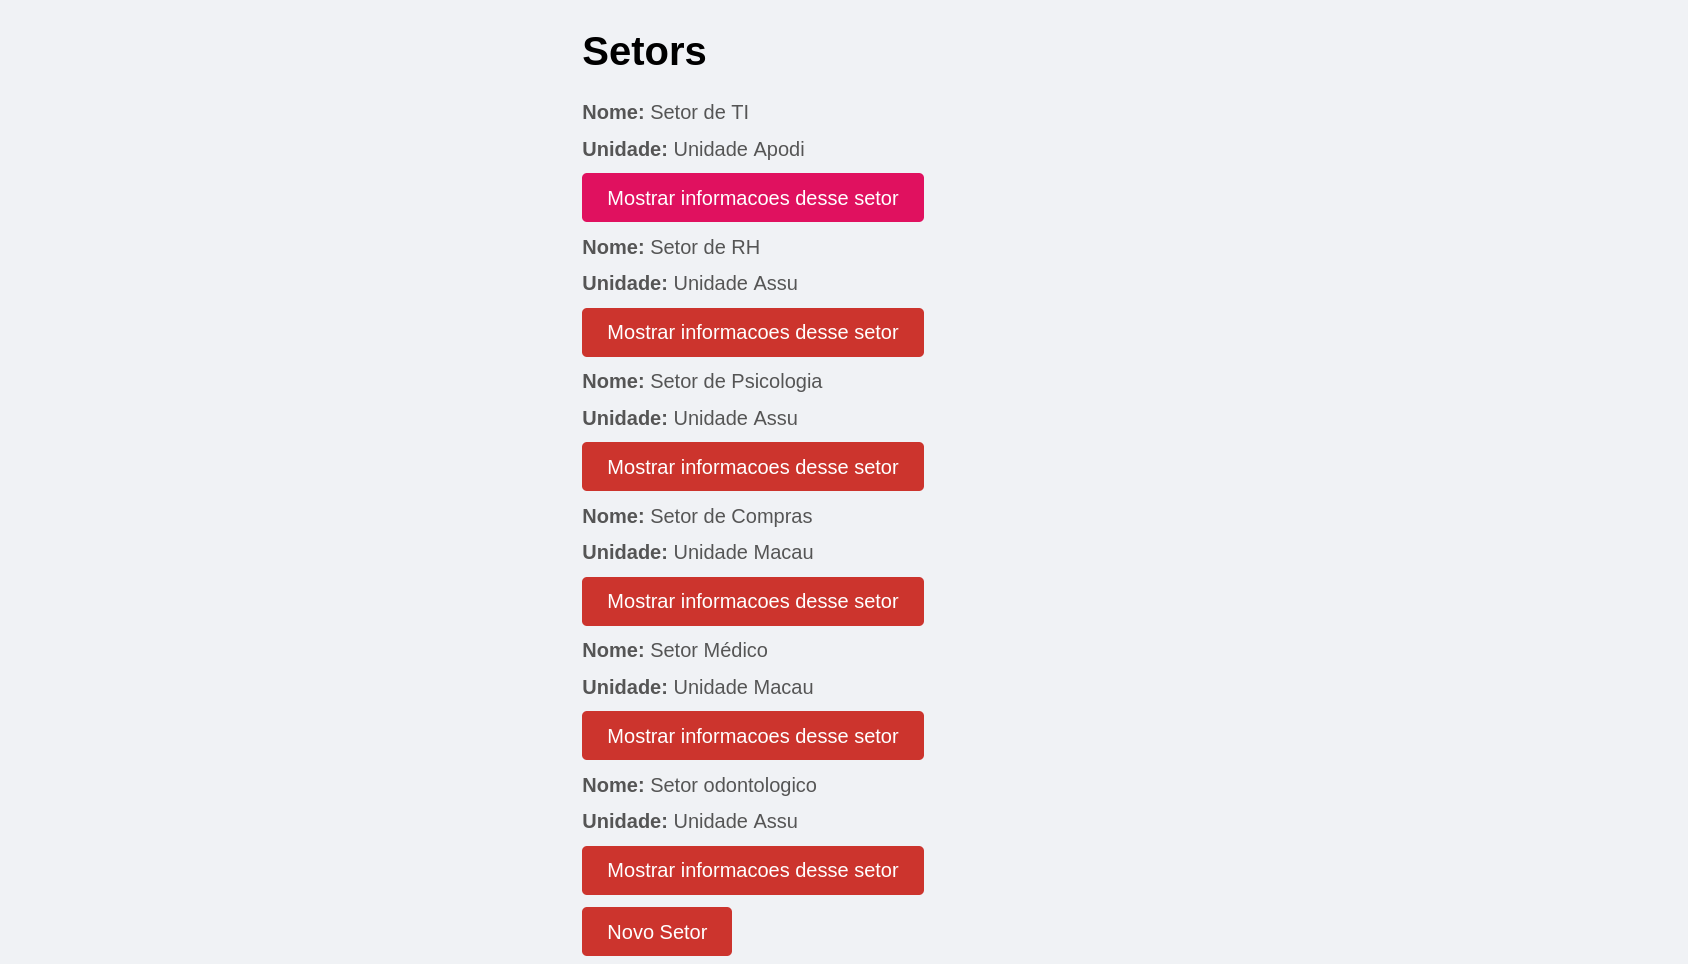 Setors
Nome: Setor de TI
Unidade: Unidade Apodi
Mostrar informacoes desse setor
Nome: Setor de RH
Unidade: Unidade Assu
Mostrar informacoes desse setor
Nome: Setor de Psicologia
Unidade: Unidade Assu
Mostrar informacoes desse setor
Nome: Setor de Compras
Unidade: Unidade Macau
Mostrar informacoes desse setor
Nome: Setor Médico
Unidade: Unidade Macau
Mostrar informacoes desse setor
Nome: Setor odontologico
Unidade: Unidade Assu
Mostrar informacoes desse setor
Novo Setor